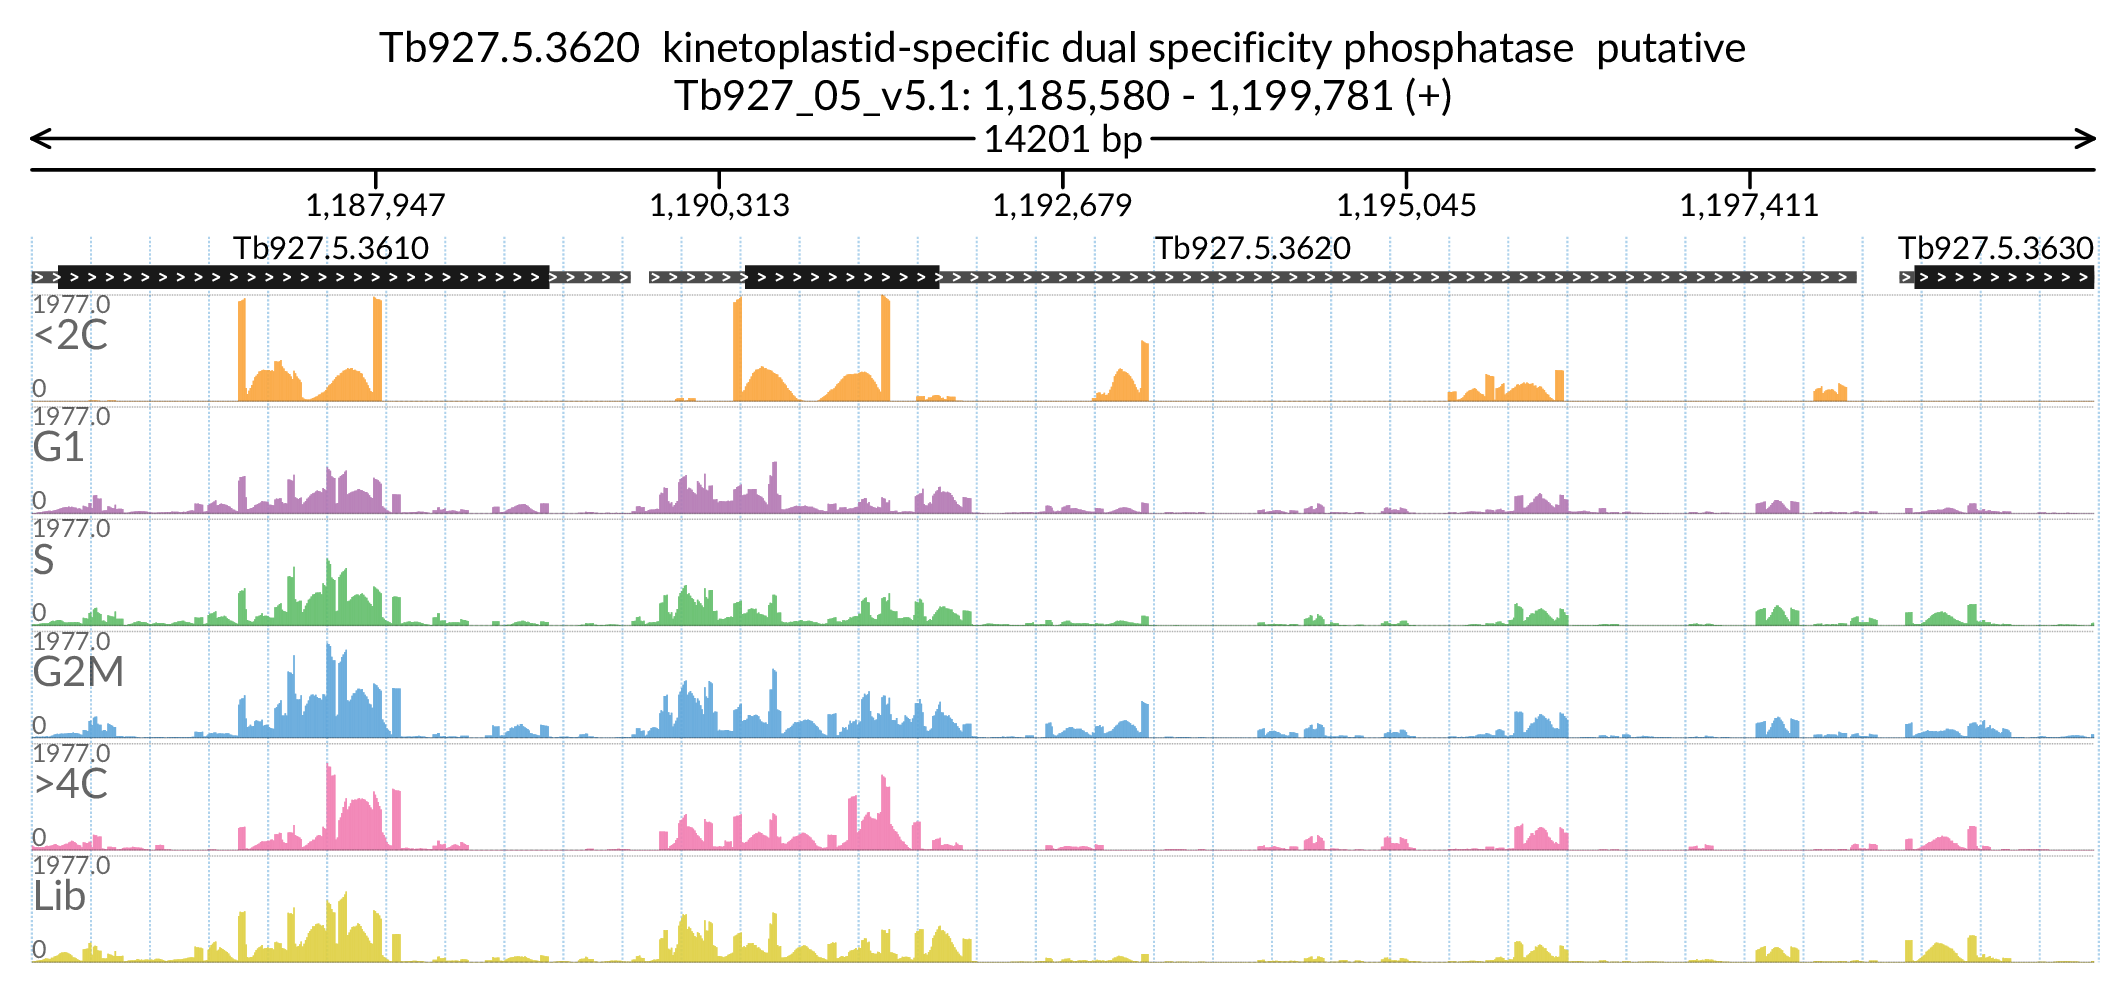 Tb927.5.3620 kinetoplastid-specific dual specificity phosphatase putative
Tb927_05_v5.1: 1,185,580 - 1,199,781 (+)
14201 bp
1,187,947 1,190,313 1,192,679 1,195,045 1,197,411
Tb927.5.3610 Tb927.5.3620 Tb927.5.3630
1977.0
<2C
0
1977.0
G1
0
1977.0
S
0
1977.0
G2M
0
1977.0
>4C
0
1977.0
Lib
0